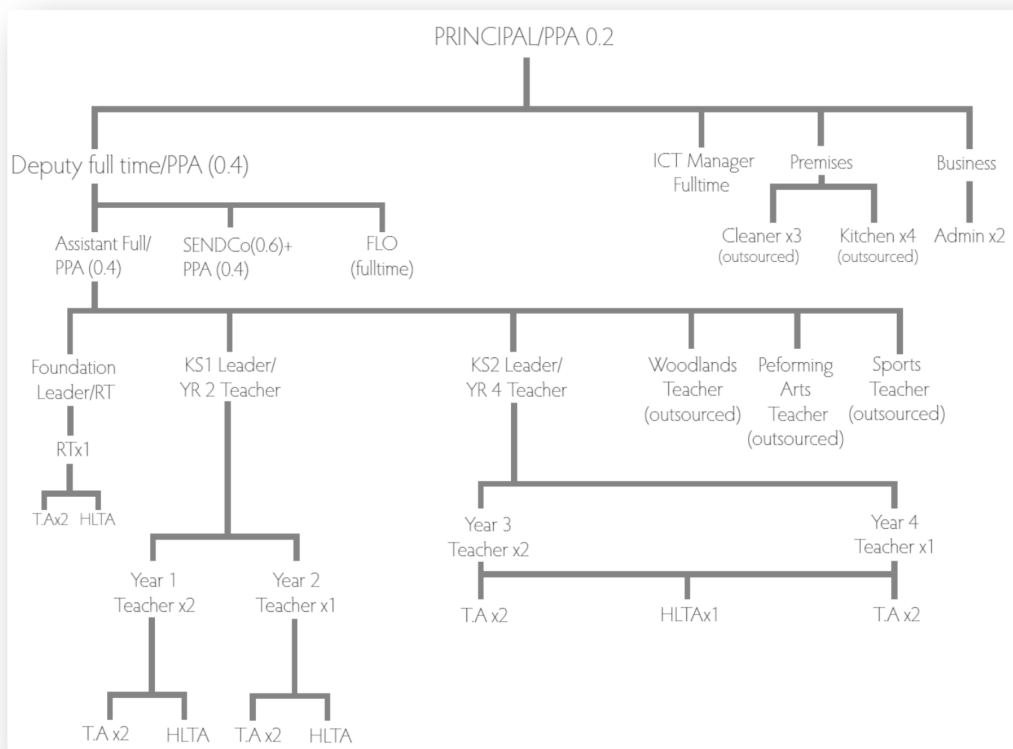 PRINCIPAL/PPA 0.2
Deputy full time/PPA (0.4)
ICT Manager
Fulltime
Premises
Business
Assistant Full/
PPA (0.4)
SENDCo(0.6)+
PPA (0.4)
FLO
(fulltime)
Cleaner x3
(outsourced)
Kitchen x4
(outsourced)
Admin x2
Foundation
Leader/RT
KS1 Leader/
YR 2 Teacher
KS2 Leader/
YR 4 Teacher
Woodlands
Teacher
(outsourced)
Peforming
Arts
Teacher
(outsourced)
Sports
Teacher
(outsourced)
RTx1
T.Ax2
HLTA
Year 3
Teacher x2
Year 4
Teacher x1
Year 1
Teacher x2
Year 2
Teacher x1
T.A x2
HLTAx1
T.A x2
T.A x2
HLTA
T.A x2
HLTA